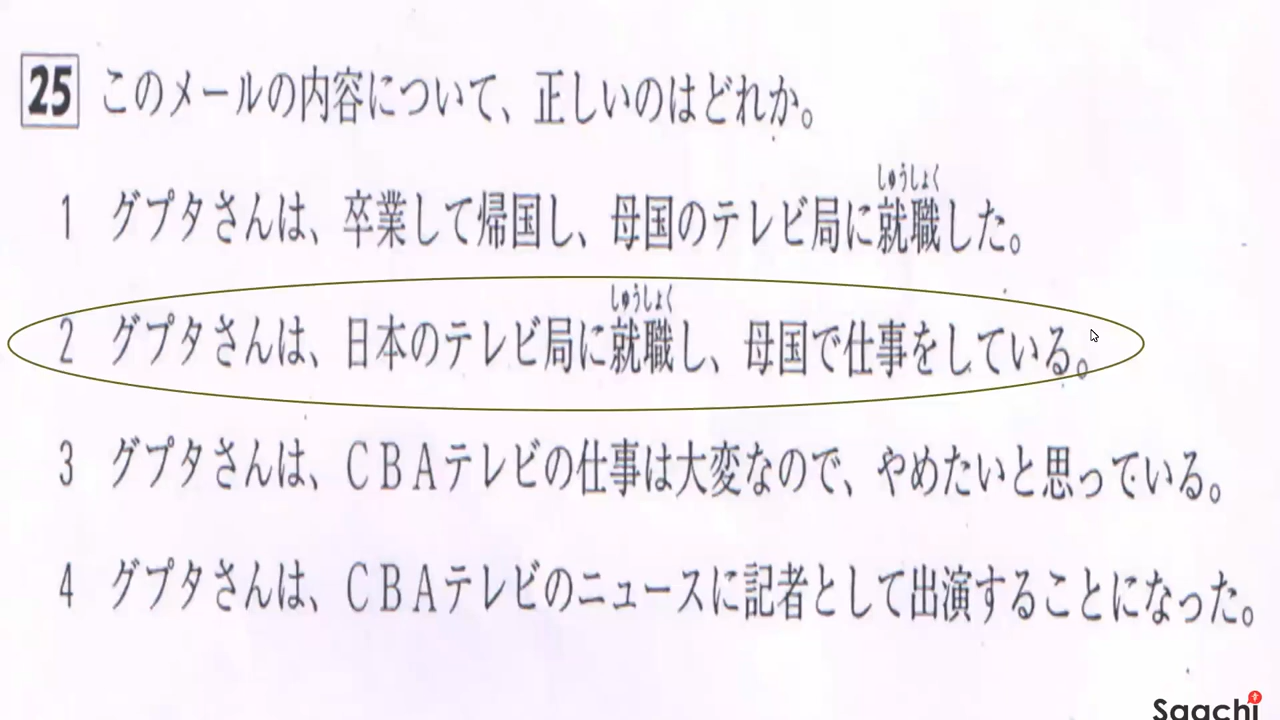 25 このメールの内容について、正しいのはどれか。
しゅうしょく
1 グプタさんは、卒業して帰国し、母国のテレビ局に就職した。
しゅうしょく
2 グプタさんは、日本のテレビ局に就職し、母国で仕事をしている。
3 グプタさんは、CBAテレビの仕事は大変なので、やめたいと思っている。
4 グプタさんは、CBAテレビのニュースに記者として出演することになった。
Saachi